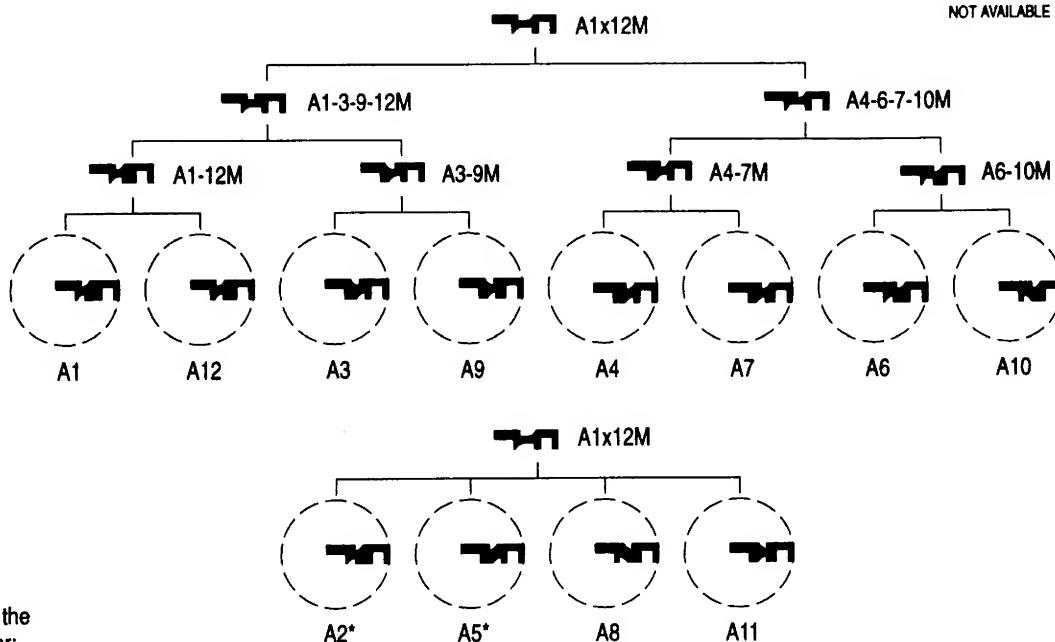 NOT AVAILABLE
A1x12M
A1-3-9-12M A4-6-7-10M
A1-12M A3-9M A4-7M A6-10M
A1 A12 A3 A9 A4 A7 A6 A10
A1x12M
the
A2* A5* A8 A11